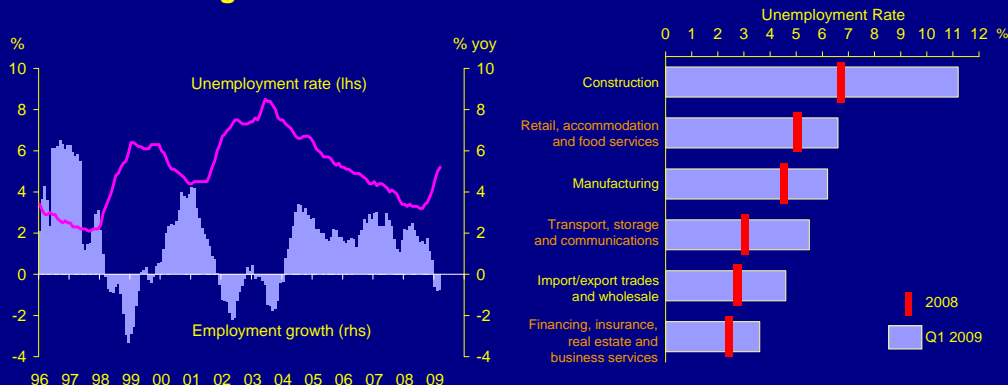 %
% yoy
10
8
6
4
2
0
-2
-4
Unemployment rate (lhs)
Employment growth (rhs)
10
8
6
4
2
0
-2
-4
96 97 98 99 00 01 02 03 04 05 06 07 08 09
Unemployment Rate
0 1 2 3 4 5 6 7 8 9 10 11 12 %
Construction
Retail, accommodation
and food services
Manufacturing
Transport, storage
and communications
Import/export trades
and wholesale
Financing, insurance,
real estate and
business services
2008
Q1 2009